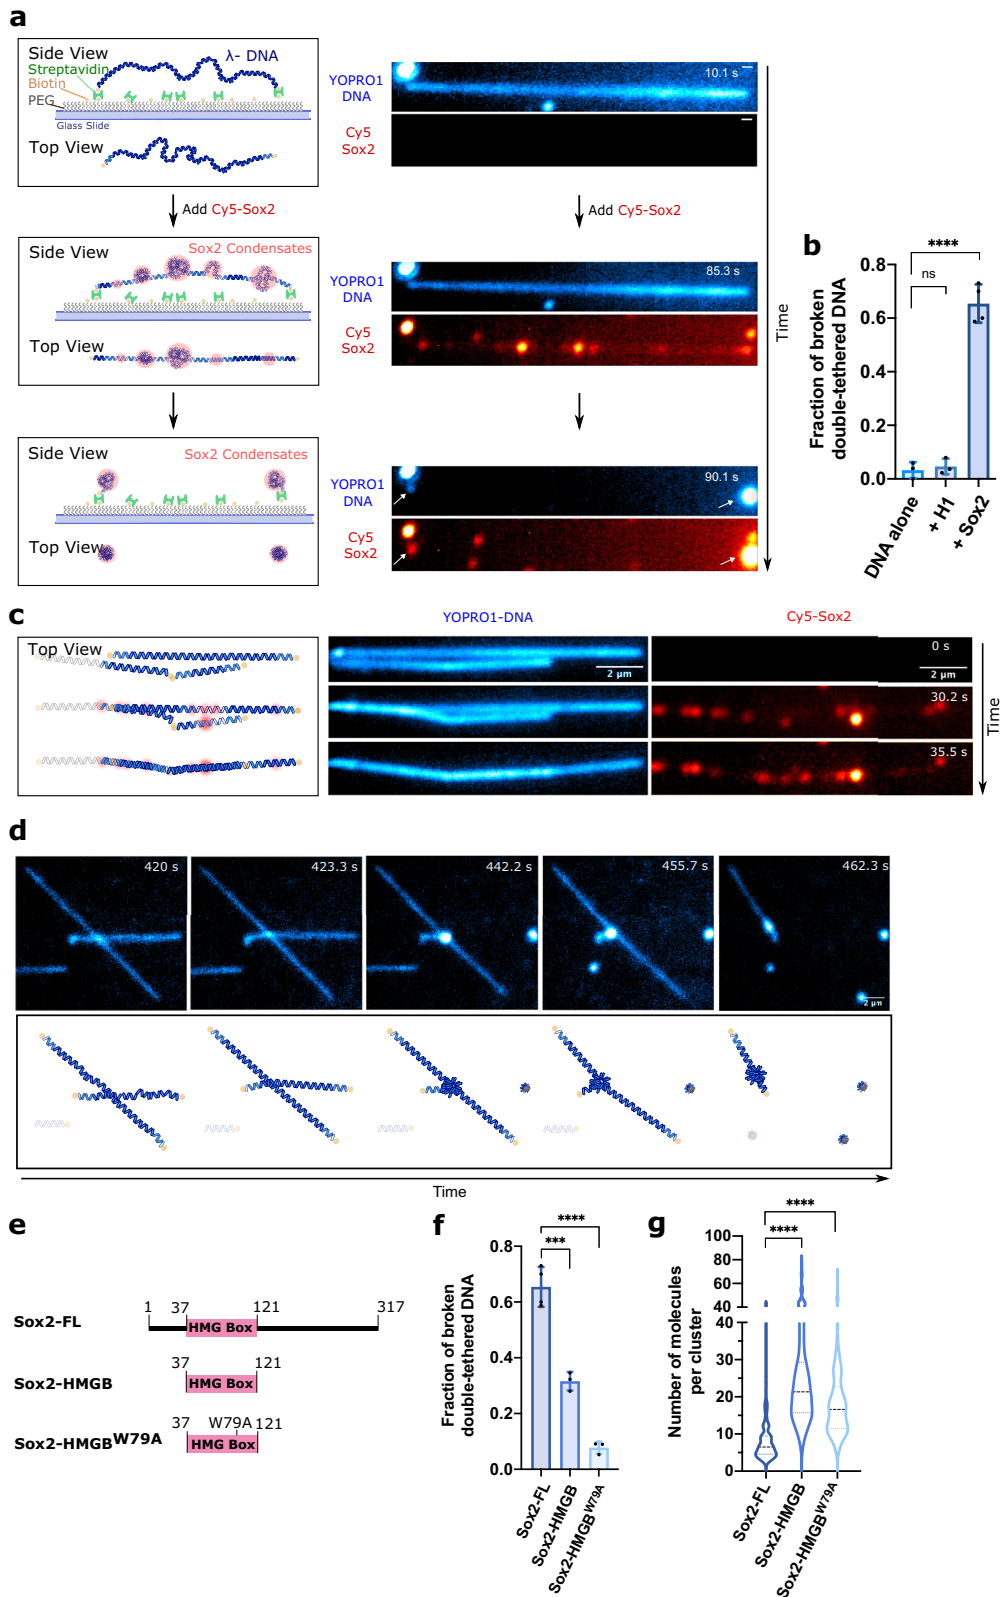 a
Side View
λ- DNA
Streptavidin
Biotin
PEG
Glass Slide
Top View
YOPRO1
DNA
10.1 s
Cy5
Sox2
Add Cy5-Sox2
Add Cy5-Sox2
Side View
Sox2 Condensates
Top View
YOPRO1
DNA
85.3 s
Cy5
Sox2
Side View
Sox2 Condensates
Top View
YOPRO1
DNA
90.1 s
Cy5
Sox2
Time
b
Fraction of broken
double-tethered DNA
0.8
0.6
0.4
0.2
0.0
ns
****
DNA alone
+ H1
+ Sox2
c
YOPRO1-DNA
Cy5-Sox2
Top View
2 µm
0 s
2 µm
30.2 s
35.5 s
Time
d
420 s
423.3 s
442.2 s
455.7 s
462.3 s
2 µm
Time
e
Sox2-FL
1
37
121
317
HMG Box
Sox2-HMGB
37
121
HMG Box
Sox2-HMGBW79A
37
W79A
121
HMG Box
f
Fraction of broken
double-tethered DNA
0.8
0.6
0.4
0.2
0.0
****
***
Sox2-FL
Sox2-HMGB
Sox2-HMGBW79A
g
Number of molecules
per cluster
100
80
60
40
40
30
20
10
0
****
****
Sox2-FL
Sox2-HMGB
Sox2-HMGBW79A